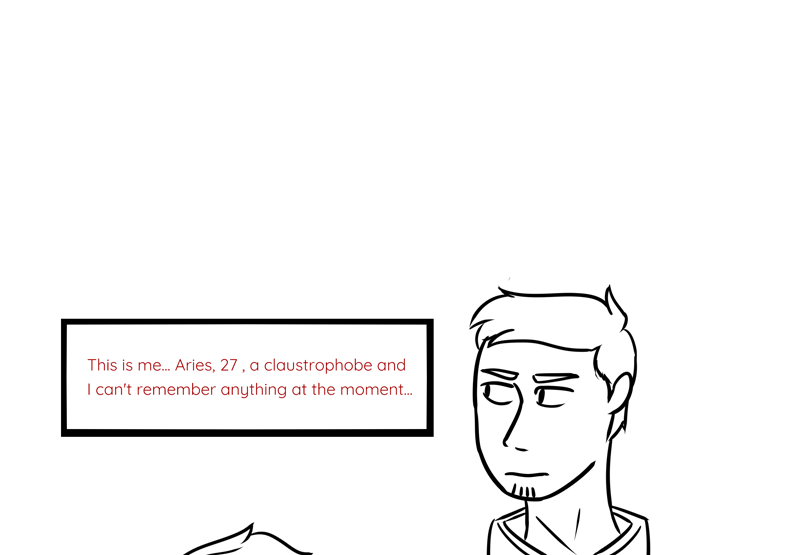 This is me... Aries, 27 , a claustrophobe and
I can't remember anything at the moment...